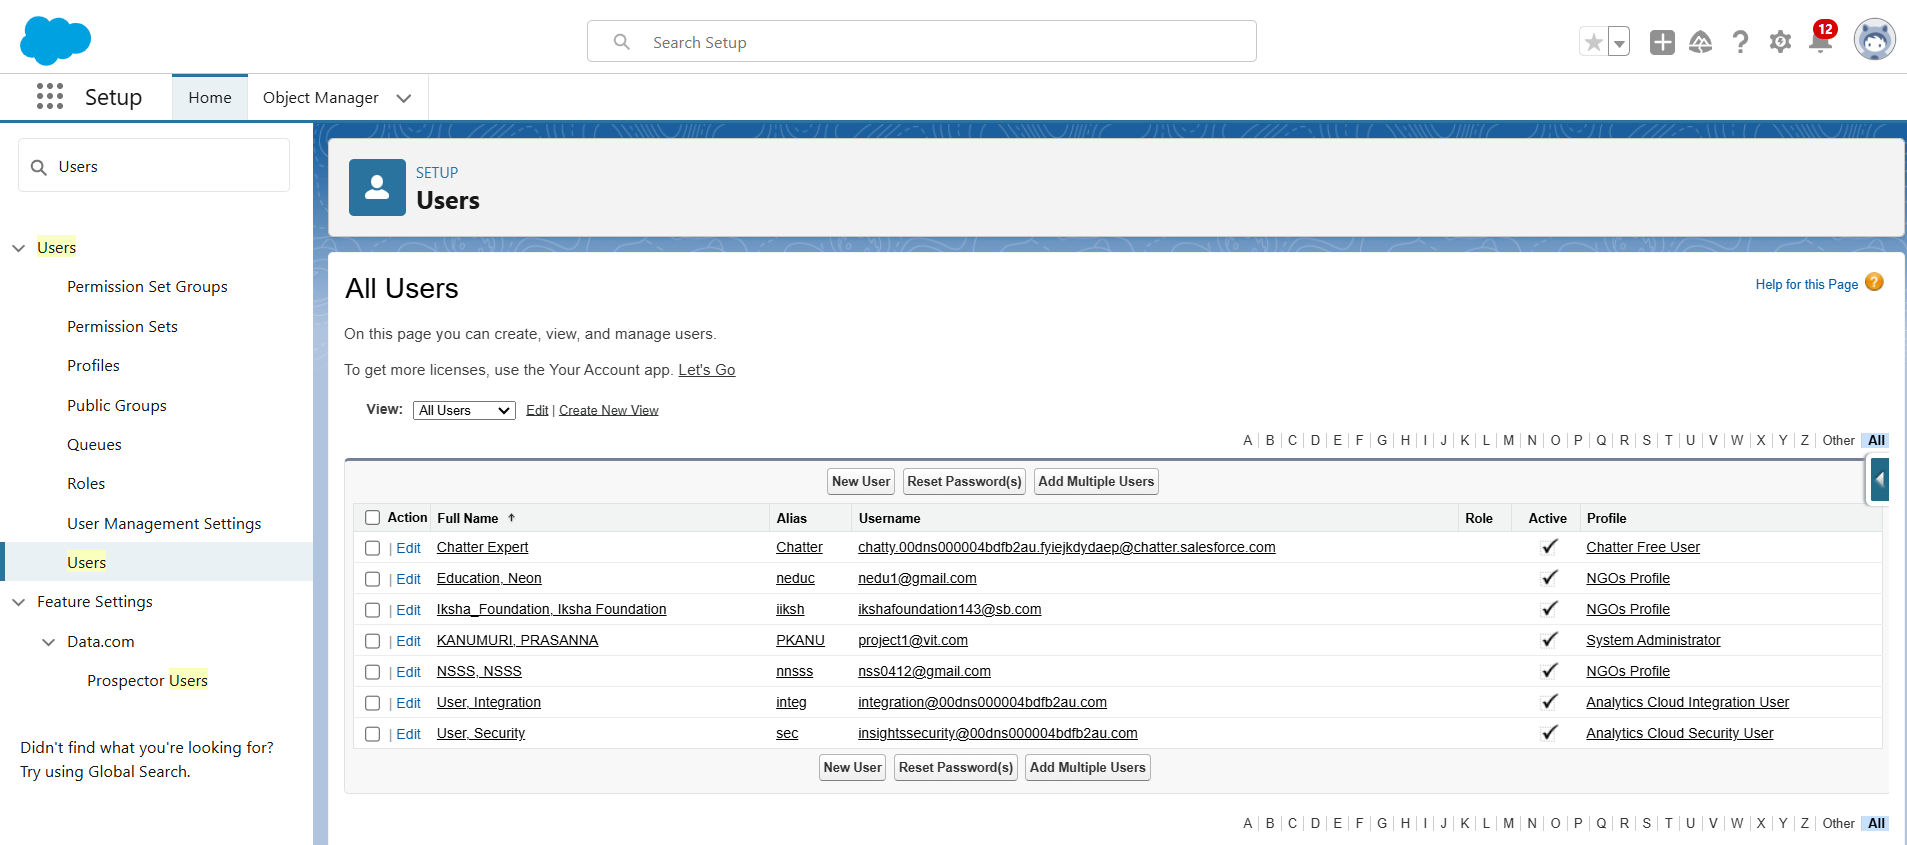 Search Setup
12
Setup Home Object Manager
Users
SETUP
Users
Users
Permission Set Groups
Permission Sets
Profiles
Public Groups
Queues
Roles
User Management Settings
Users
Feature Settings
Data.com
Prospector Users
Didn't find what you're looking for?
Try using Global Search.
All Users
Help for this Page ?
On this page you can create, view, and manage users.
To get more licenses, use the Your Account app. Let's Go
View: All Users Edit | Create New View
A | B | C | D | E | F | G | H | I | J | K | L | M | N | O | P | Q | R | S | T | U | V | W | X | Y | Z | Other | All
New User Reset Password(s) Add Multiple Users
Action Full Name ↑ Alias Username Role Active Profile
| Edit Chatter Expert Chatter chatty.00dns000004bdfb2au.fyiejkdydaep@chatter.salesforce.com ✓ Chatter Free User
| Edit Education, Neon neduc nedu1@gmail.com ✓ NGOs Profile
| Edit Iksha_Foundation, Iksha Foundation iiksh ikshafoundation143@sb.com ✓ NGOs Profile
| Edit KANUMURI, PRASANNA PKANU project1@vit.com ✓ System Administrator
| Edit NSSS, NSSS nnsss nss0412@gmail.com ✓ NGOs Profile
| Edit User, Integration integ integration@00dns000004bdfb2au.com ✓ Analytics Cloud Integration User
| Edit User, Security sec insightssecurity@00dns000004bdfb2au.com ✓ Analytics Cloud Security User
New User Reset Password(s) Add Multiple Users
A | B | C | D | E | F | G | H | I | J | K | L | M | N | O | P | Q | R | S | T | U | V | W | X | Y | Z | Other | All